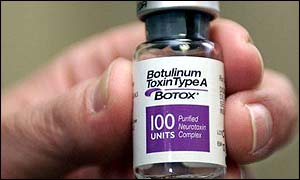 Botulinum
Toxin Type A
BOTOX®
100
UNITS
Purified
Neurotoxin
Complex